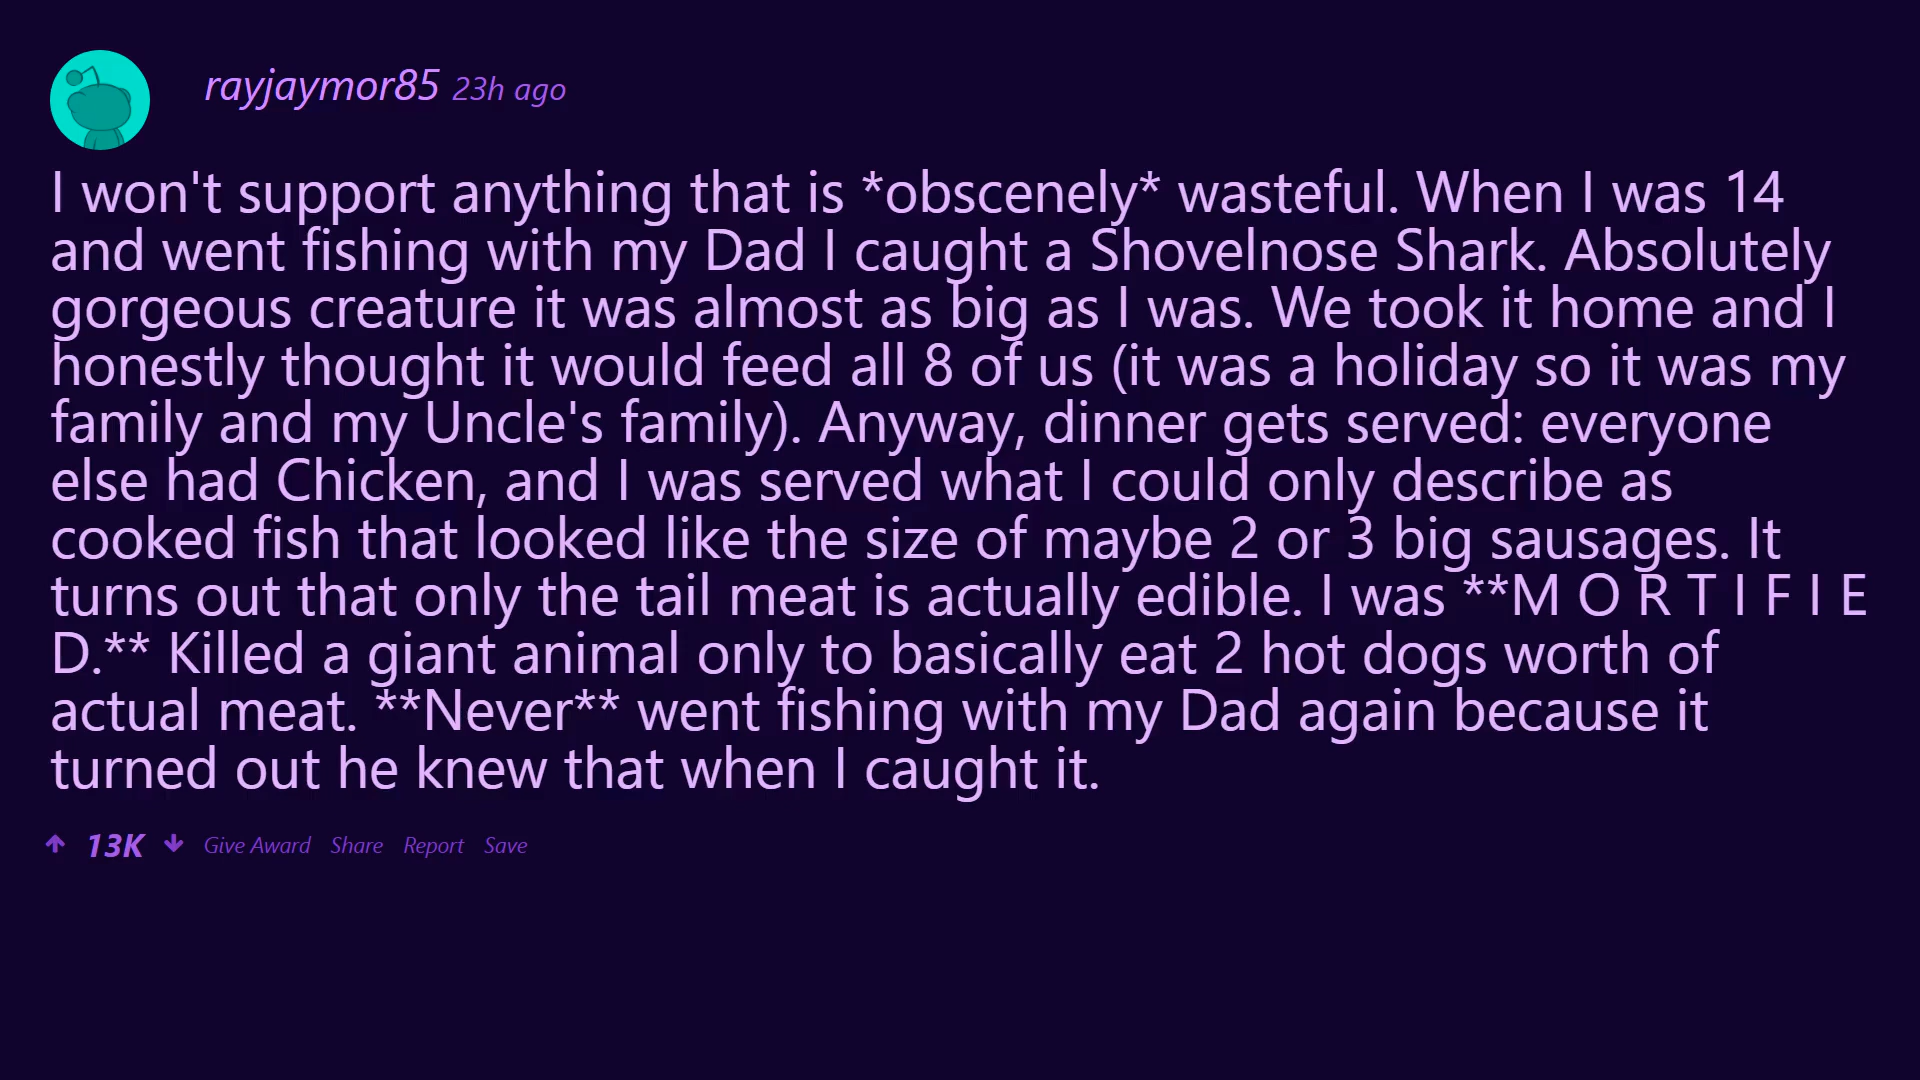 rayjaymor85 23h ago
I won't support anything that is *obscenely* wasteful. When I was 14
and went fishing with my Dad I caught a Shovelnose Shark. Absolutely
gorgeous creature it was almost as big as I was. We took it home and I
honestly thought it would feed all 8 of us (it was a holiday so it was my
family and my Uncle's family). Anyway, dinner gets served: everyone
else had Chicken, and I was served what I could only describe as
cooked fish that looked like the size of maybe 2 or 3 big sausages. It
turns out that only the tail meat is actually edible. I was **M O R T I F I E
D.** Killed a giant animal only to basically eat 2 hot dogs worth of
actual meat. **Never** went fishing with my Dad again because it
turned out he knew that when I caught it.
13K Give Award Share Report Save